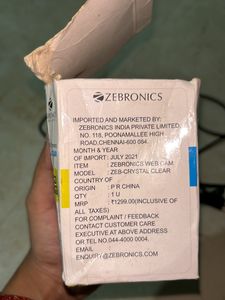 ZEBRONICS
IMPORTED AND MARKETED BY:
ZEBRONICS INDIA PRIVATE LIMITED,
NO. 118, POONAMALLEE HIGH
ROAD,CHENNAI-600 084.
MONTH & YEAR
OF IMPORT : JULY 2021
ITEM : ZEBRONICS WEB CAM
MODEL : ZEB-CRYSTAL CLEAR
COUNTRY OF
ORIGIN : P R CHINA
QTY : 1 U
MRP : ₹1299.00(INCLUSIVE OF
ALL TAXES)
FOR COMPLAINT / FEEDBACK
CONTACT CUSTOMER CARE
EXECUTIVE AT ABOVE ADDRESS
OR TEL NO.044-4000 0004.
EMAIL :
ENQUIRY@ZEBRONICS.COM